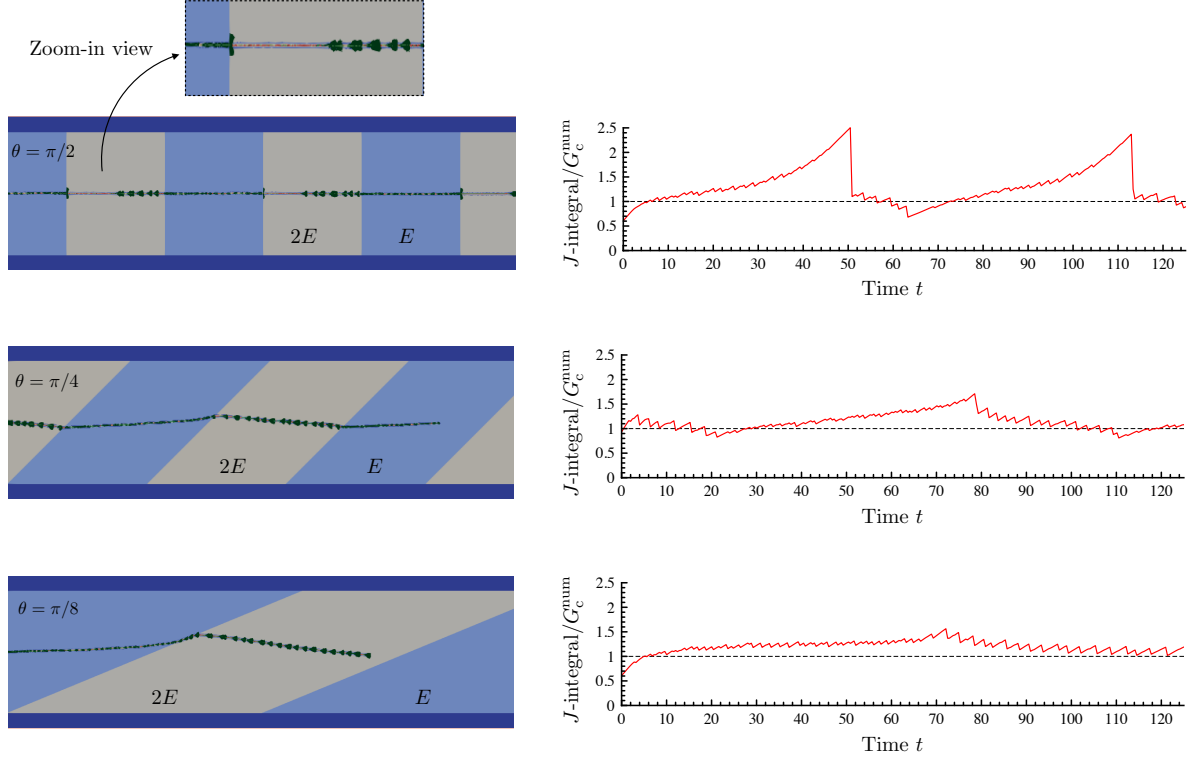 Zoom-in view
θ = π/2
2E
E
J-integral/G_c^num
2.5
2
1.5
1
0.5
0
0 10 20 30 40 50 60 70 80 90 100 110 120
Time t
θ = π/4
2E
E
J-integral/G_c^num
2.5
2
1.5
1
0.5
0
0 10 20 30 40 50 60 70 80 90 100 110 120
Time t
θ = π/8
2E
E
J-integral/G_c^num
2.5
2
1.5
1
0.5
0
0 10 20 30 40 50 60 70 80 90 100 110 120
Time t